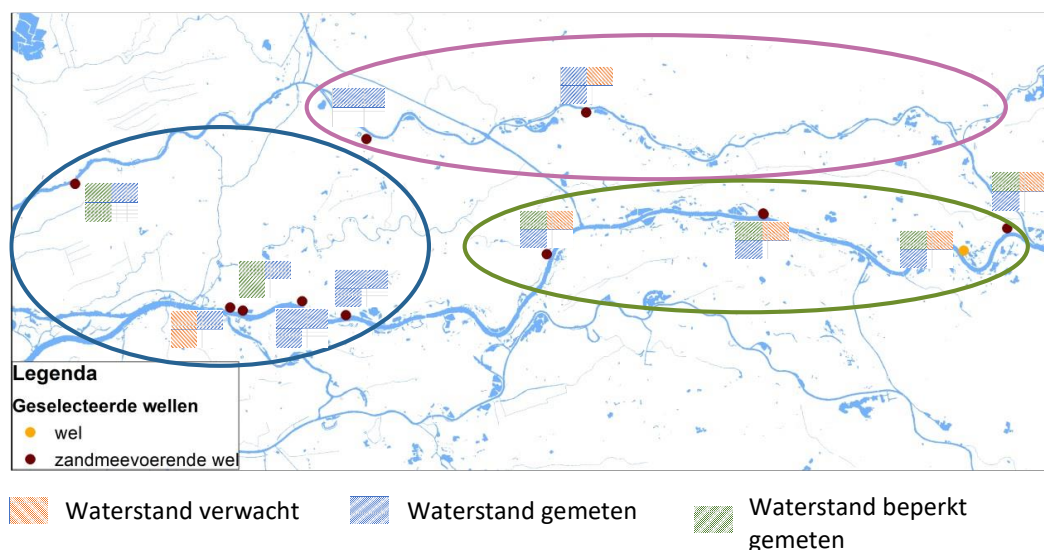 Legenda
Geselecteerde wellen
wel
zandmeevoerende wel
Waterstand verwacht
Waterstand gemeten
Waterstand beperkt
gemeten